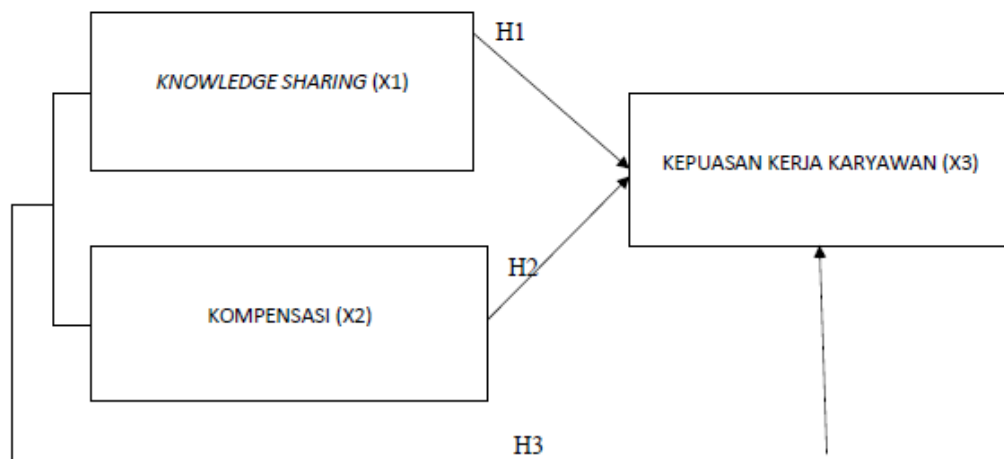 H1
KNOWLEDGE SHARING (X1)
KEPUASAN KERJA KARYAWAN (X3)
H2
KOMPENSASI (X2)
H3